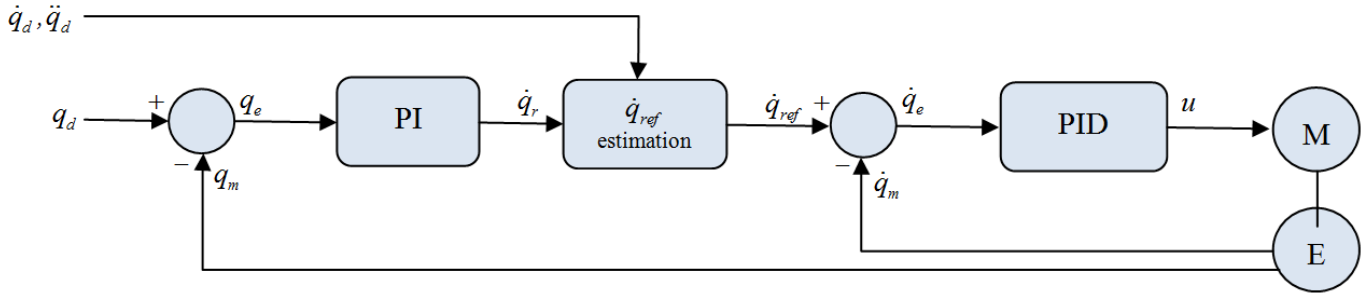 q̇_d, q̈_d
q_d
+
−
q_e
q_m
PI
q̇_r
q̇_ref
estimation
q̇_ref
+
−
q̇_e
q̇_m
PID
u
M
E